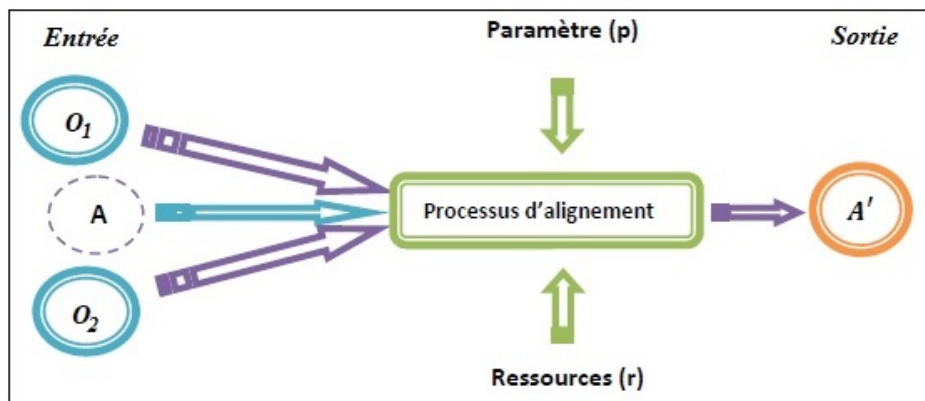 Entrée
Paramètre (p)
Sortie
O1
A
Processus d'alignement
A'
O2
Ressources (r)